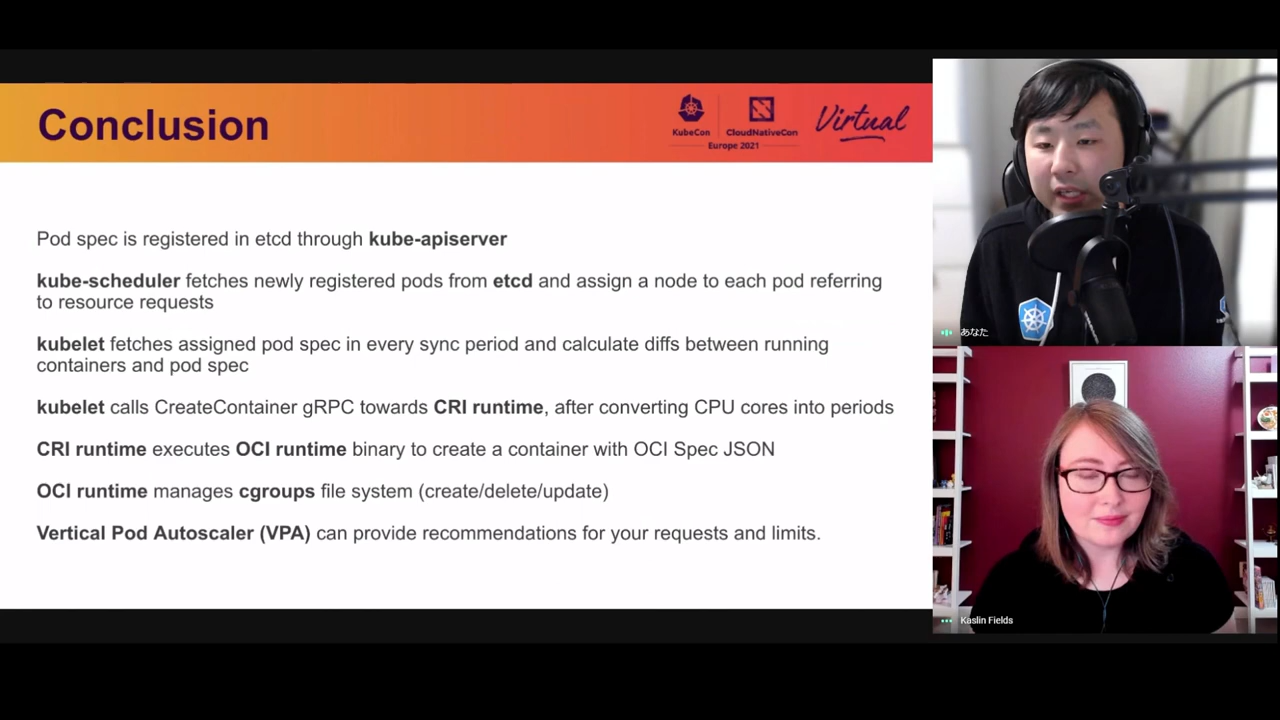 Conclusion
KubeCon
CloudNativeCon
Europe 2021
Virtual
Pod spec is registered in etcd through kube-apiserver
kube-scheduler fetches newly registered pods from etcd and assign a node to each pod referring
to resource requests
kubelet fetches assigned pod spec in every sync period and calculate diffs between running
containers and pod spec
kubelet calls CreateContainer gRPC towards CRI runtime, after converting CPU cores into periods
CRI runtime executes OCI runtime binary to create a container with OCI Spec JSON
OCI runtime manages cgroups file system (create/delete/update)
Vertical Pod Autoscaler (VPA) can provide recommendations for your requests and limits.
あなた
Kaslin Fields